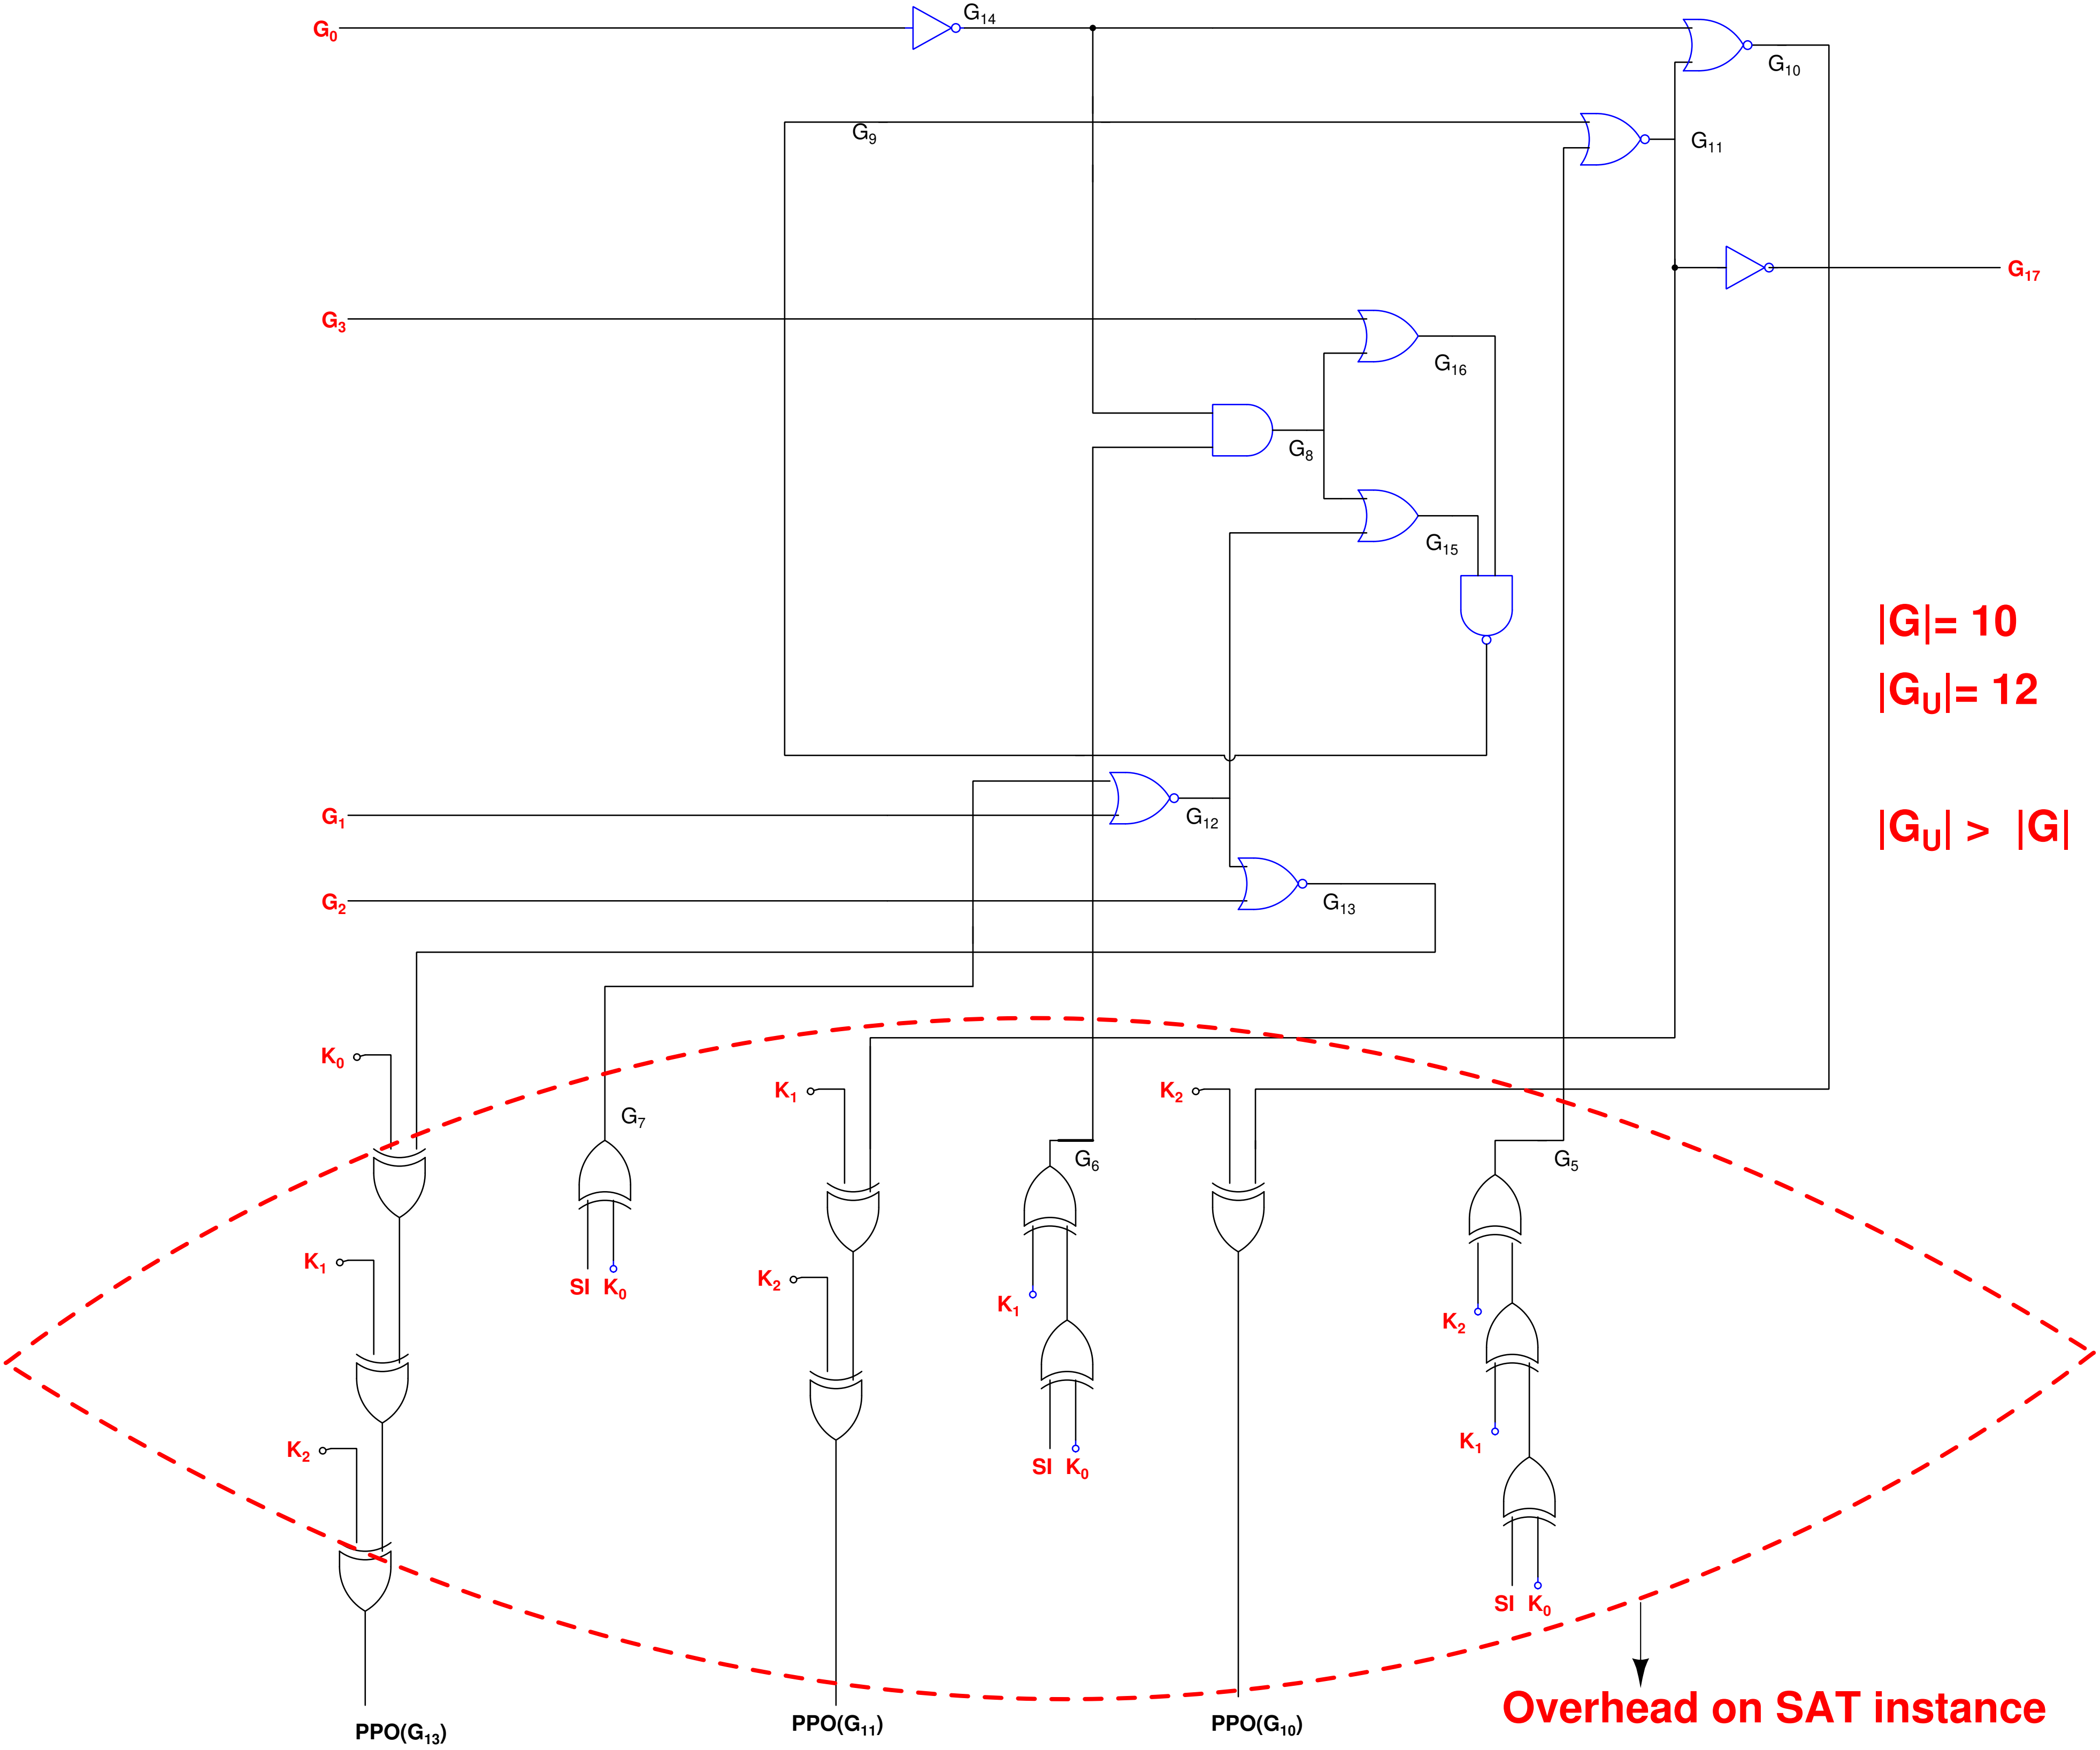 G₀
G₁₄
G₁₀
G₉
G₁₁
G₁₇
G₃
G₁₆
G₈
G₁₅
|G|= 10
|G_U|= 12
G₁
G₁₂
|G_U| > |G|
G₂
G₁₃
K₀
K₁
K₂
G₇
G₆
G₅
K₁
SI K₀
K₂
K₁
K₂
K₂
K₁
SI K₀
SI K₀
PPO(G₁₃)
PPO(G₁₁)
PPO(G₁₀)
Overhead on SAT instance